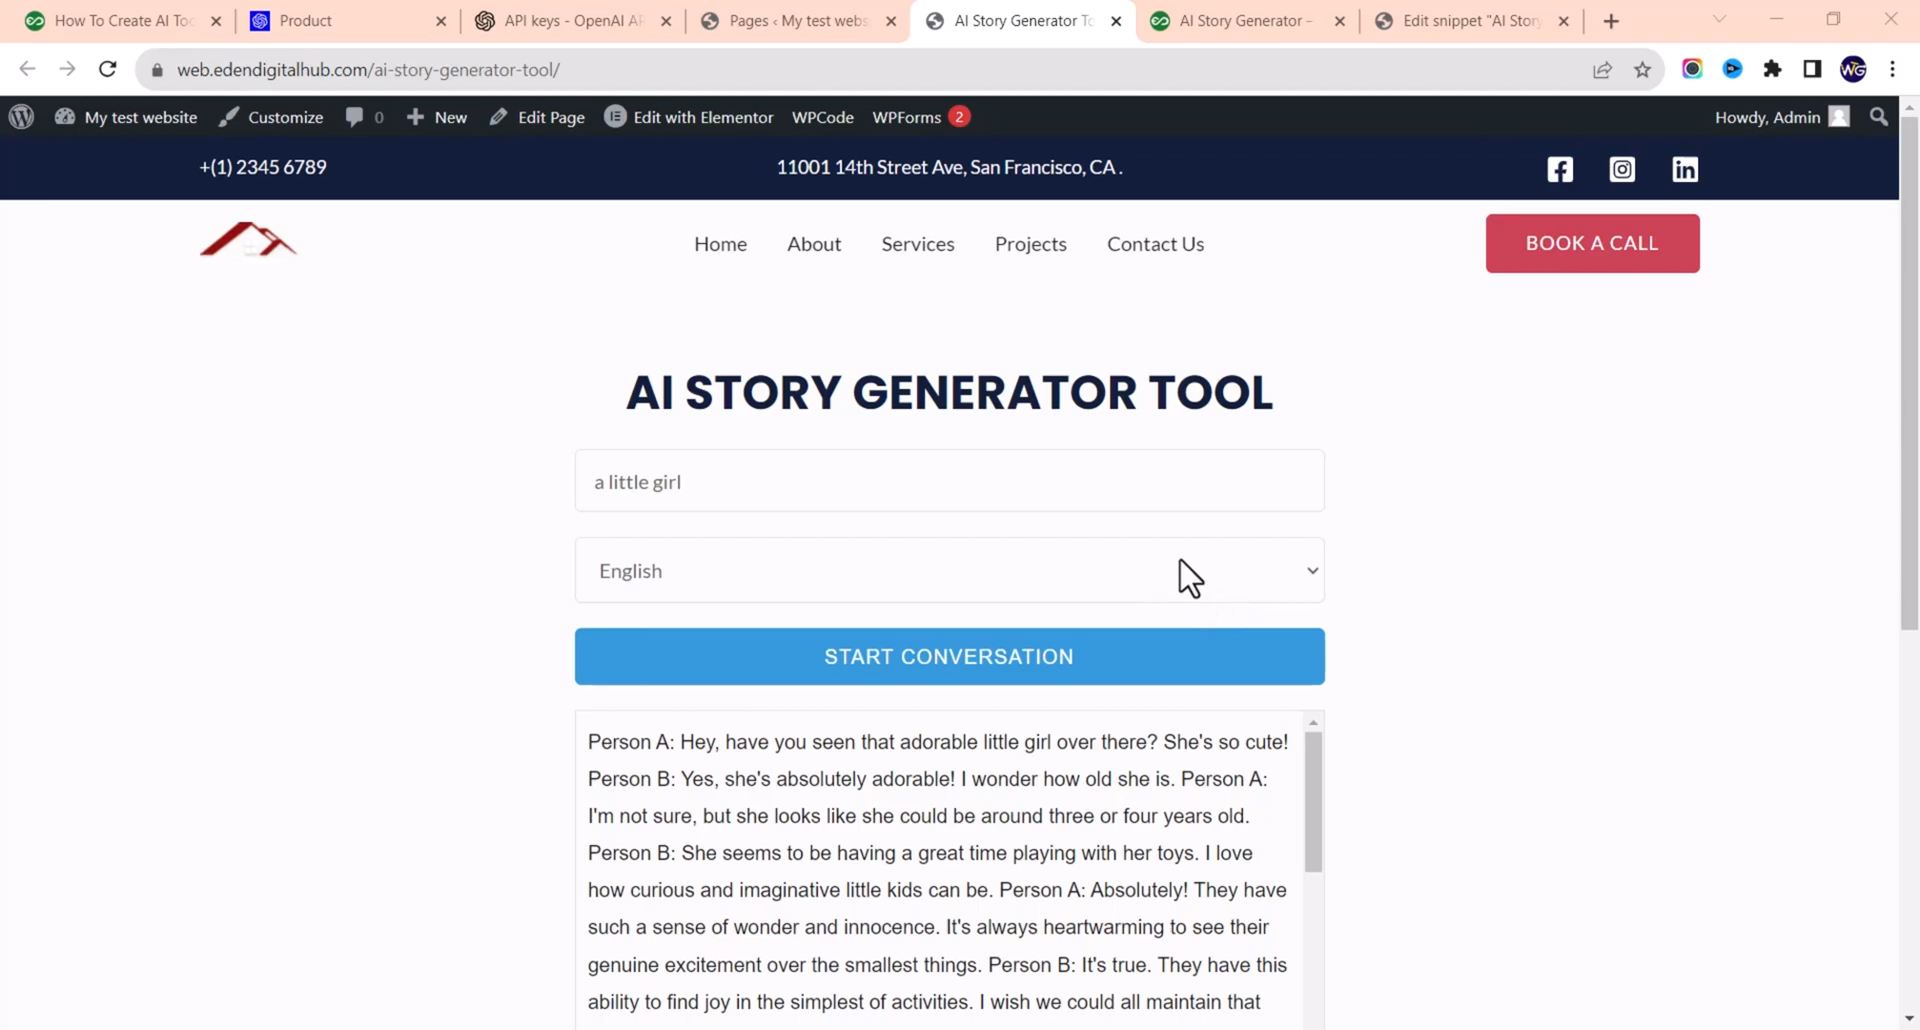 How To Create AI Too
Product
API keys - OpenAI AP
Pages ‹ My test webs
AI Story Generator To
AI Story Generator –
Edit snippet "AI Story
web.edendigitalhub.com/ai-story-generator-tool/
WG
My test website
Customize
0
New
Edit Page
Edit with Elementor
WPCode
WPForms 2
Howdy, Admin
+(1) 2345 6789
11001 14th Street Ave, San Francisco, CA .
Home
About
Services
Projects
Contact Us
BOOK A CALL
AI STORY GENERATOR TOOL
a little girl
English
START CONVERSATION
Person A: Hey, have you seen that adorable little girl over there? She's so cute!
Person B: Yes, she's absolutely adorable! I wonder how old she is. Person A:
I'm not sure, but she looks like she could be around three or four years old.
Person B: She seems to be having a great time playing with her toys. I love
how curious and imaginative little kids can be. Person A: Absolutely! They have
such a sense of wonder and innocence. It's always heartwarming to see their
genuine excitement over the smallest things. Person B: It's true. They have this
ability to find joy in the simplest of activities. I wish we could all maintain that